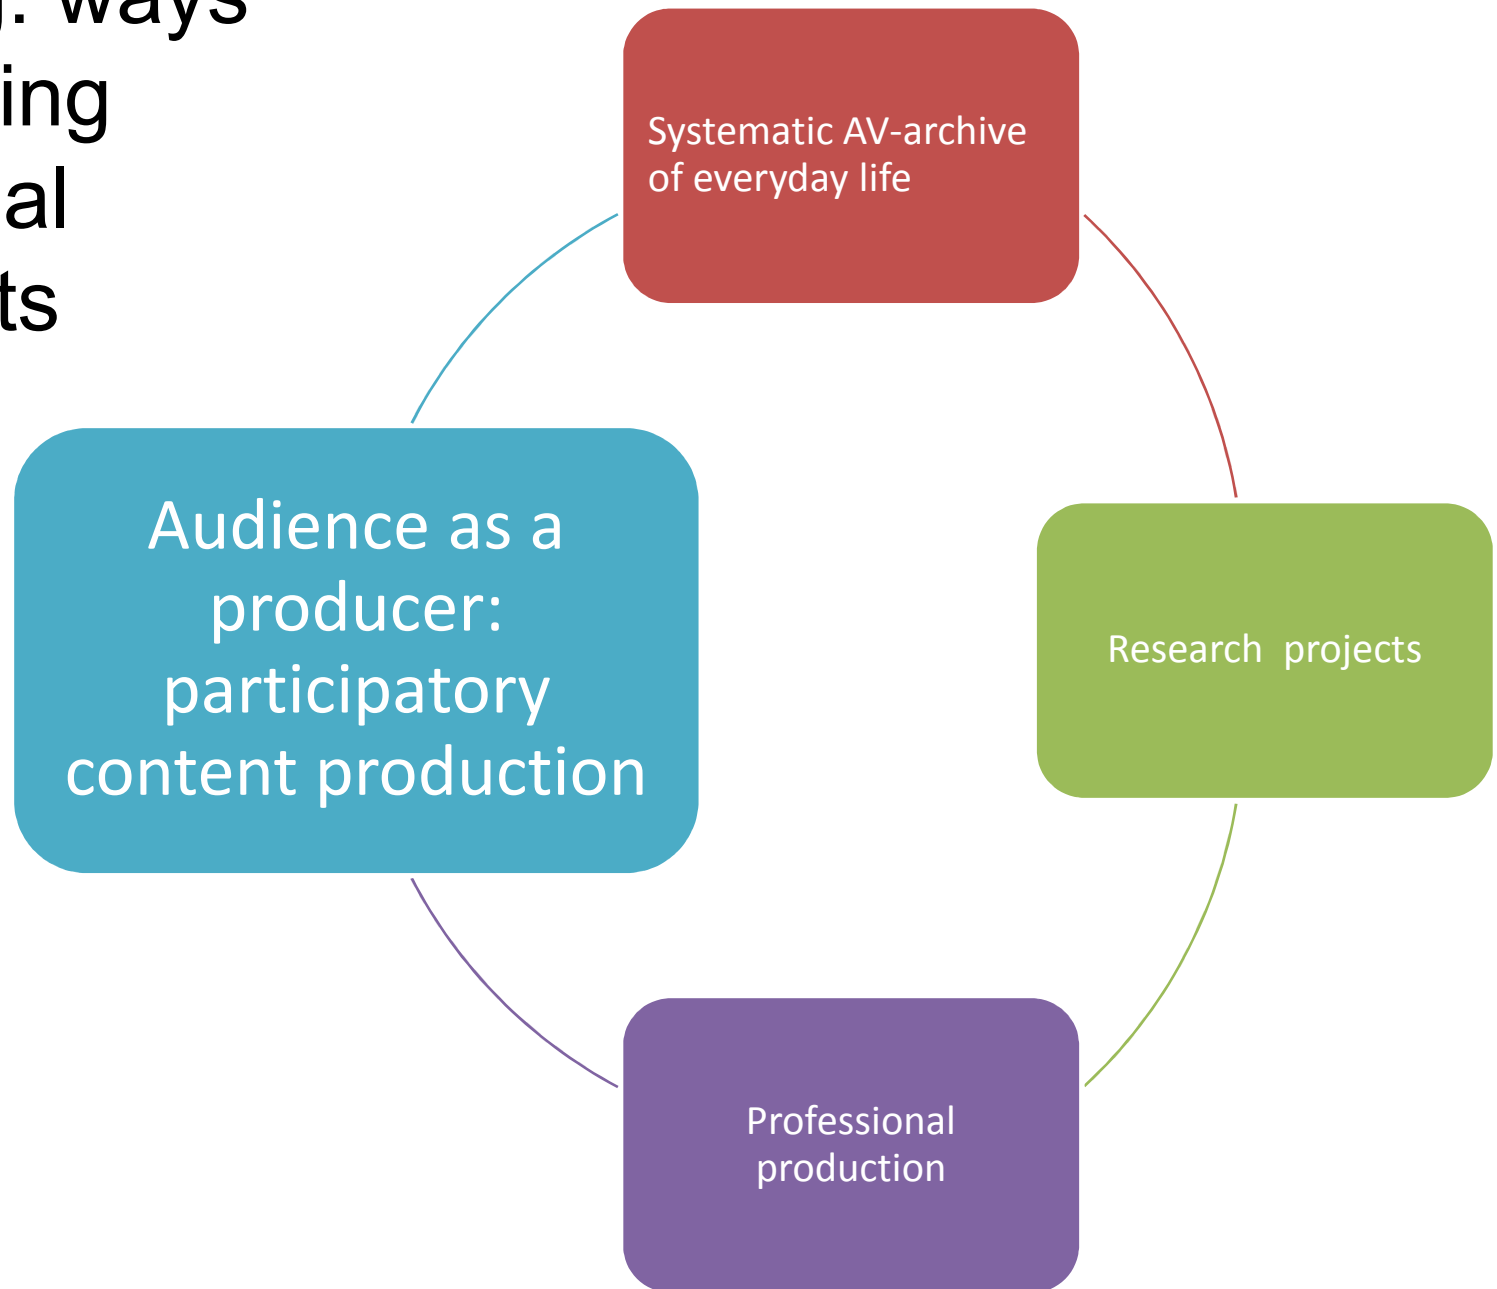 ways
ing
al
ts
Systematic AV-archive
of everyday life
Audience as a
producer:
participatory
content production
Research projects
Professional
production